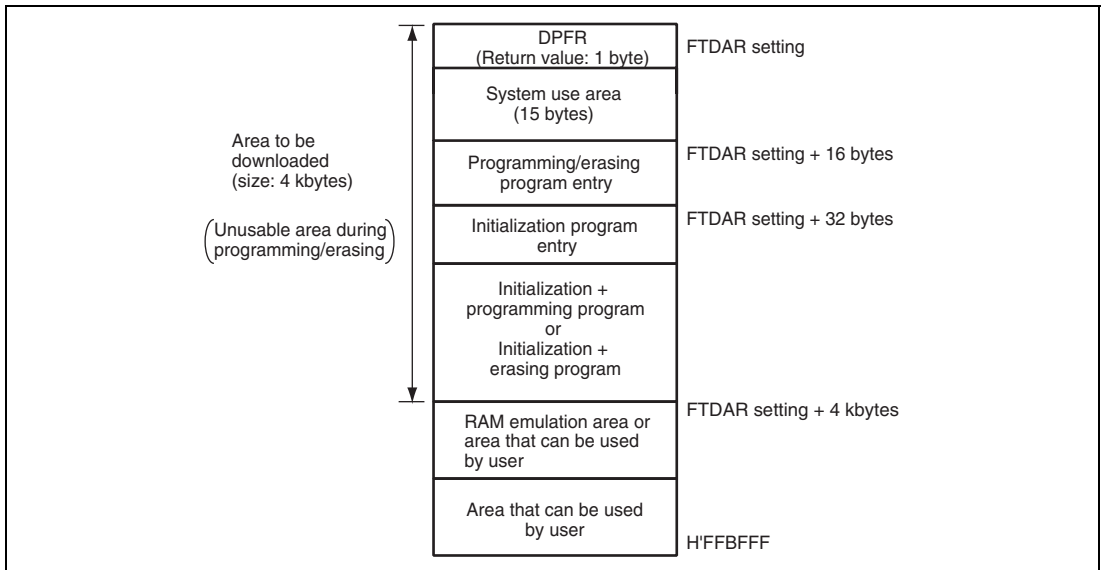 DPFR
(Return value: 1 byte)
FTDAR setting
System use area
(15 bytes)
Area to be
downloaded
(size: 4 kbytes)
(Unusable area during
programming/erasing)
FTDAR setting + 16 bytes
Programming/erasing
program entry
FTDAR setting + 32 bytes
Initialization program
entry
Initialization +
programming program
or
Initialization +
erasing program
FTDAR setting + 4 kbytes
RAM emulation area or
area that can be used
by user
Area that can be used
by user
H'FFBFFF